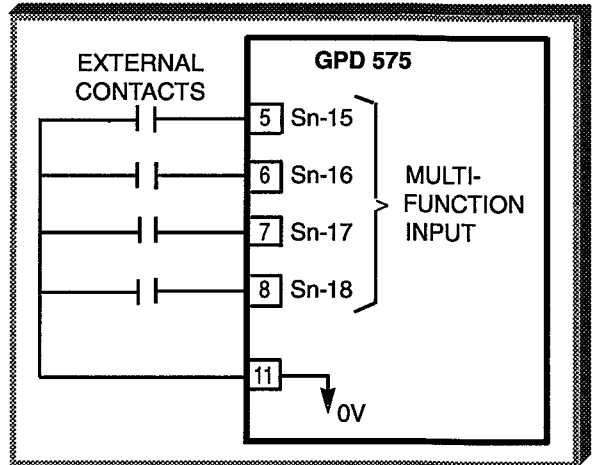 GPD 575
EXTERNAL
CONTACTS
5 Sn-15
6 Sn-16
7 Sn-17
8 Sn-18
MULTI-
FUNCTION
INPUT
11
0V